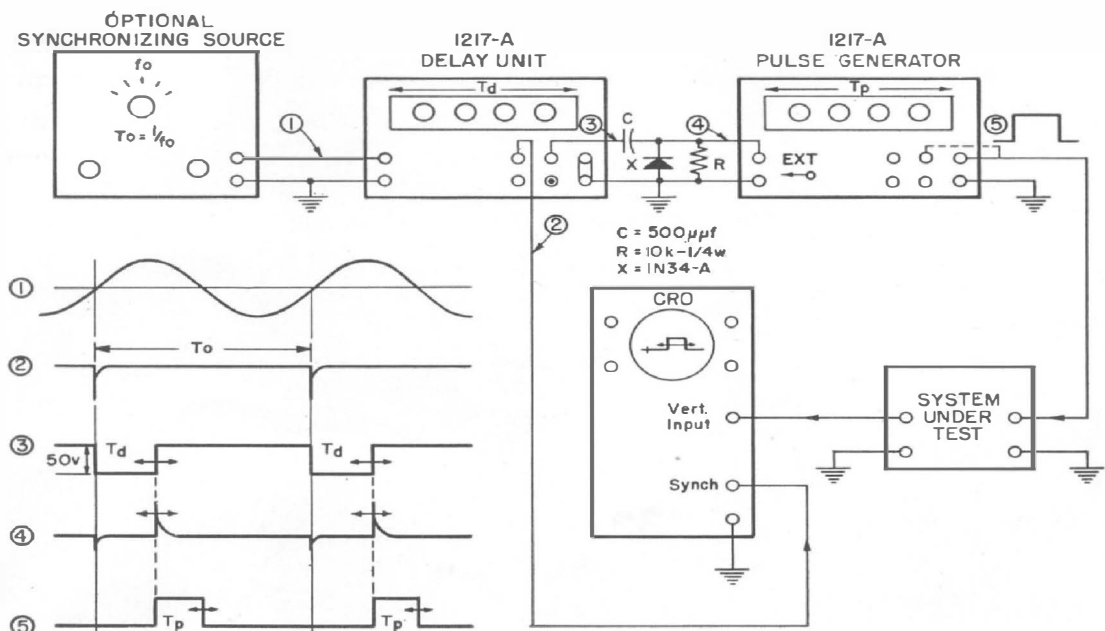 OPTIONAL
SYNCHRONIZING SOURCE
fo
To = 1/fo
①
1217-A
DELAY UNIT
Td
②
③
C
X
R
④
1217-A
PULSE GENERATOR
Tp
EXT
⑤
C = 500μμf
R = 10k-1/4w
X = 1N34-A
CRO
Vert.
Input
Synch
SYSTEM
UNDER
TEST
①
To
②
③
50v
Td
Td
④
⑤
Tp
Tp